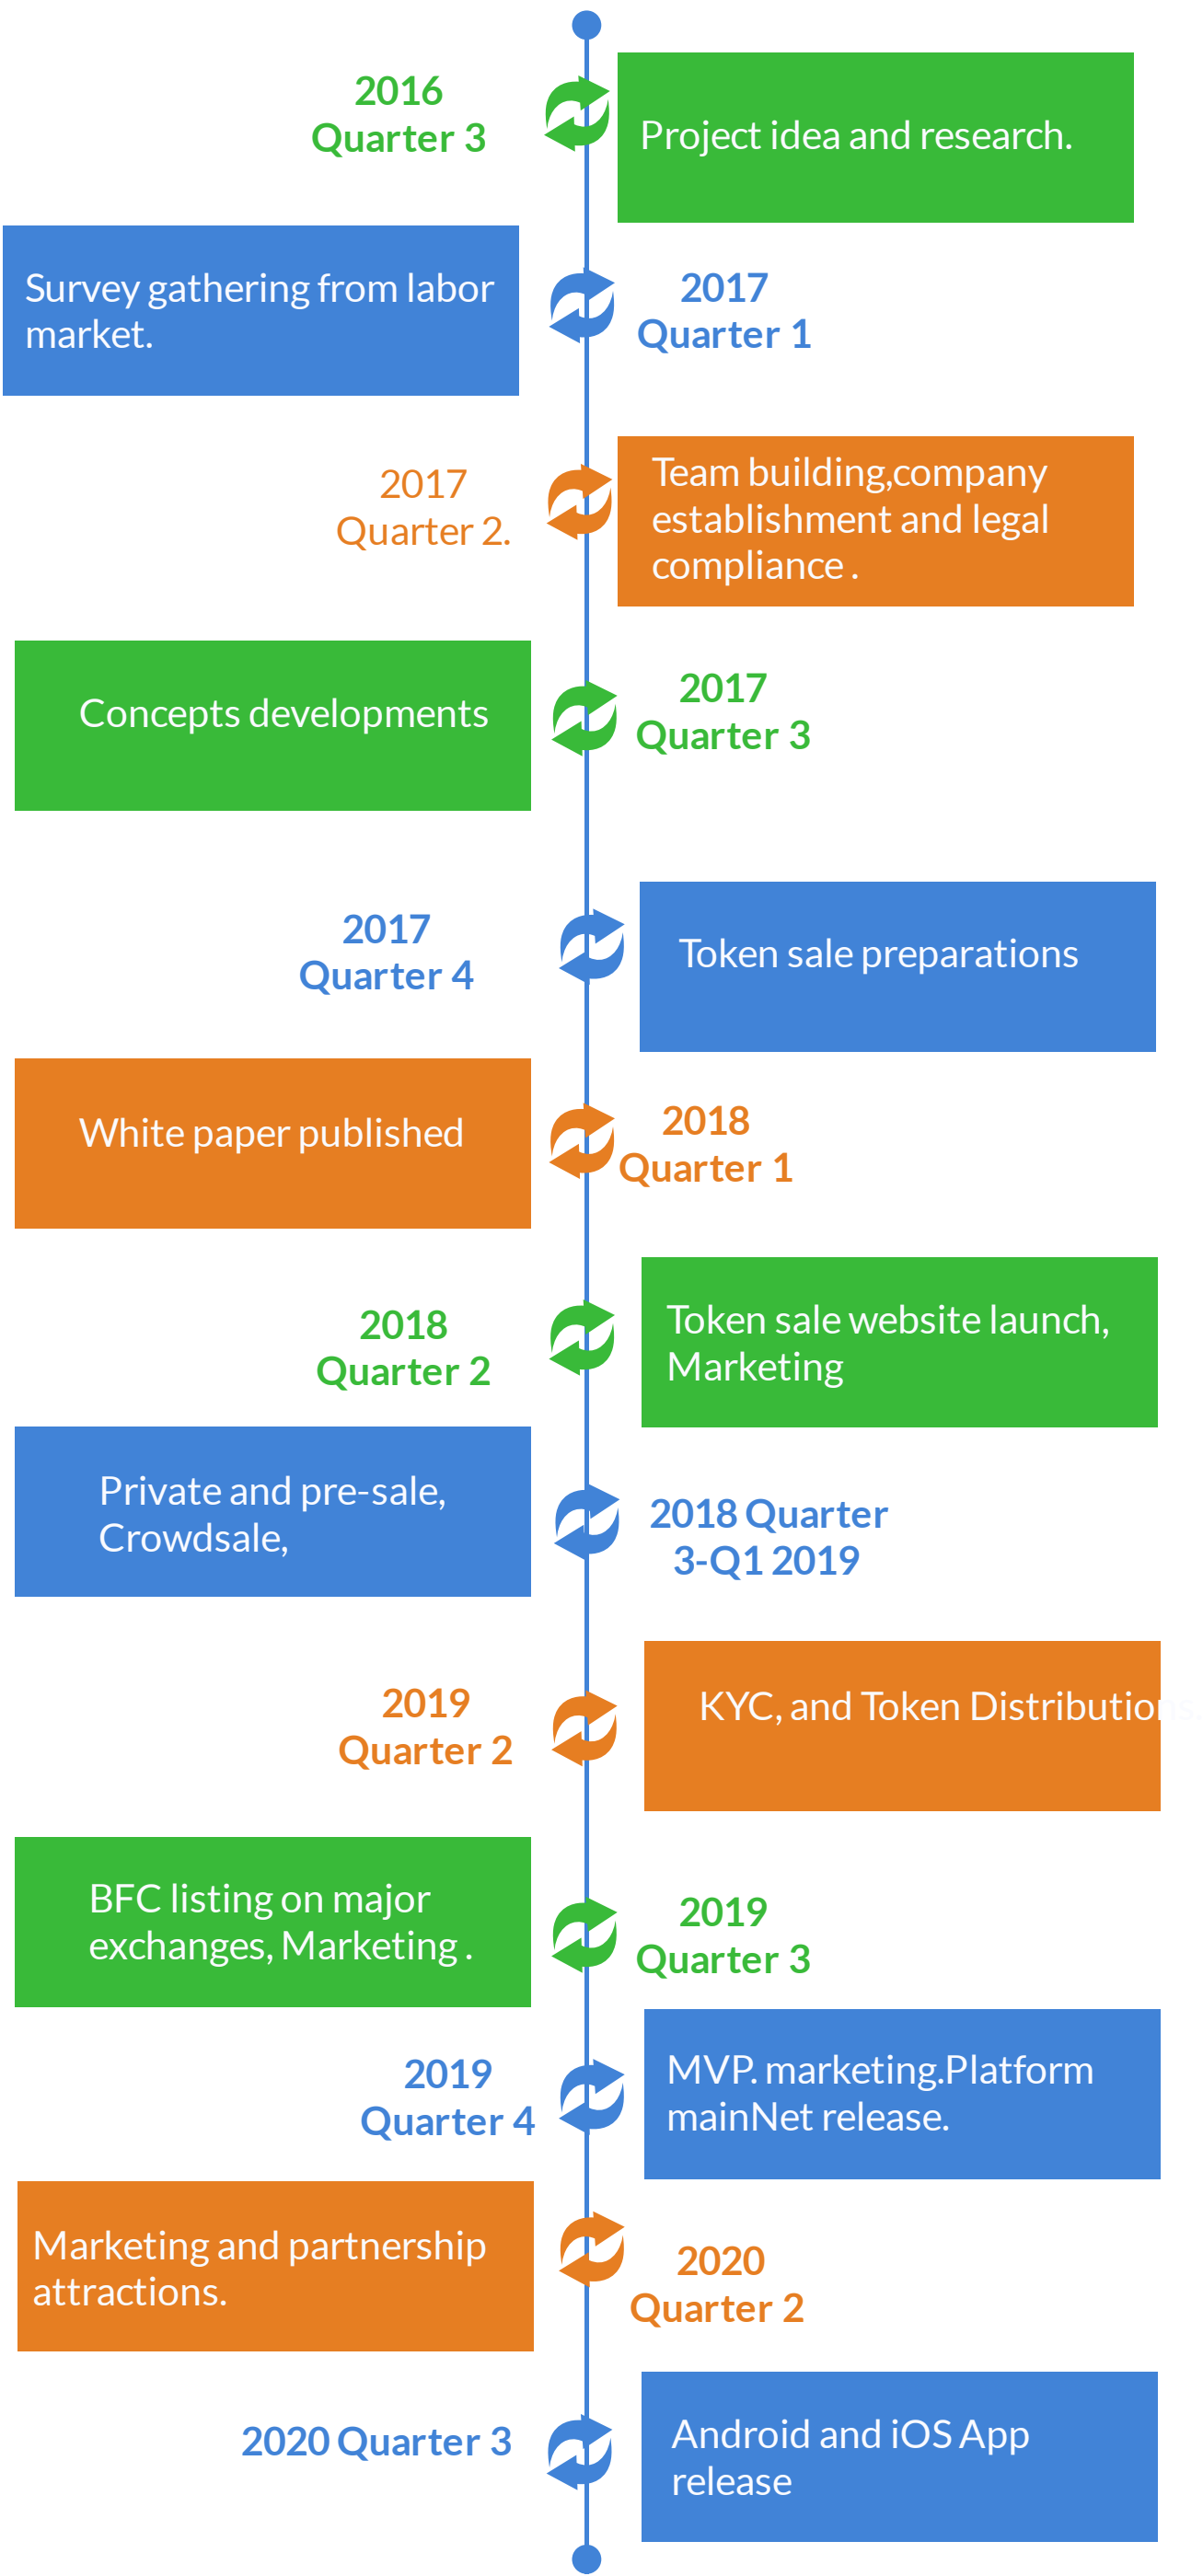 2016
Quarter 3
Project idea and research.
Survey gathering from labor
market.
2017
Quarter 1
2017
Quarter 2.
Team building,company
establishment and legal
compliance .
Concepts developments
2017
Quarter 3
2017
Quarter 4
Token sale preparations
White paper published
2018
Quarter 1
2018
Quarter 2
Token sale website launch,
Marketing
Private and pre-sale,
Crowdsale,
2018 Quarter
3-Q1 2019
2019
Quarter 2
KYC, and Token Distributions.
BFC listing on major
exchanges, Marketing .
2019
Quarter 3
2019
Quarter 4
MVP. marketing.Platform
mainNet release.
Marketing and partnership
attractions.
2020
Quarter 2
2020 Quarter 3
Android and iOS App
release